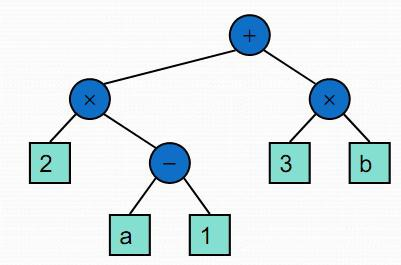 +
× ×
2 − 3 b
a 1